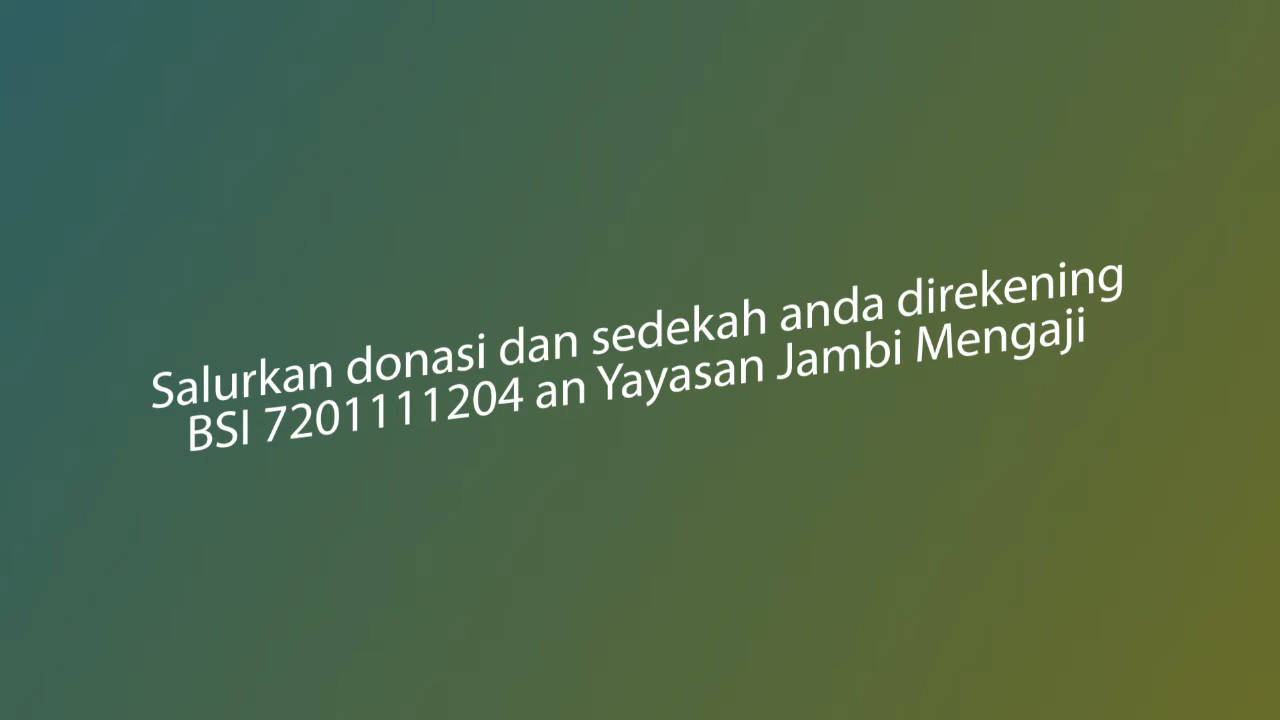 Salurkan donasi dan sedekah anda direkening
BSI 7201111204 an Yayasan Jambi Mengaji